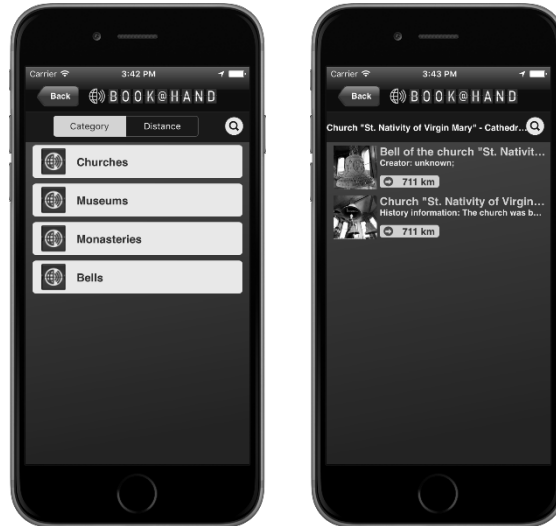 Carrier 3:42 PM
Back BOOK@HAND
Category Distance
Churches
Museums
Monasteries
Bells
Carrier 3:43 PM
Back BOOK@HAND
Church "St. Nativity of Virgin Mary" - Cathedr...
Bell of the church "St. Nativit...
Creator: unknown;
711 km
Church "St. Nativity of Virgin...
History information: The church was b...
711 km